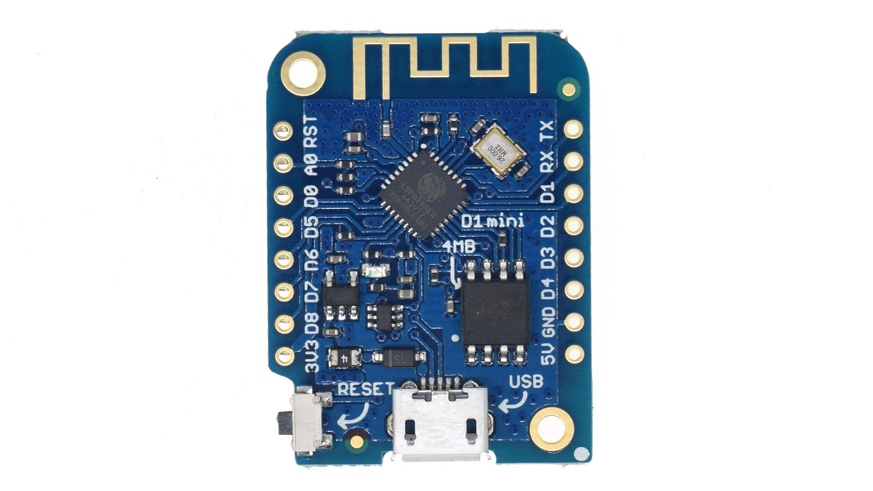 RST
A0
D0
D5
D6
D7
D8
3V3
TX
RX
D1
D2
D3
D4
GND
5V
D1 mini
4MB
RESET
USB